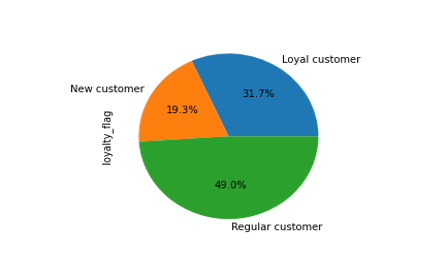 Loyal customer
31.7%
New customer
19.3%
loyalty_flag
49.0%
Regular customer